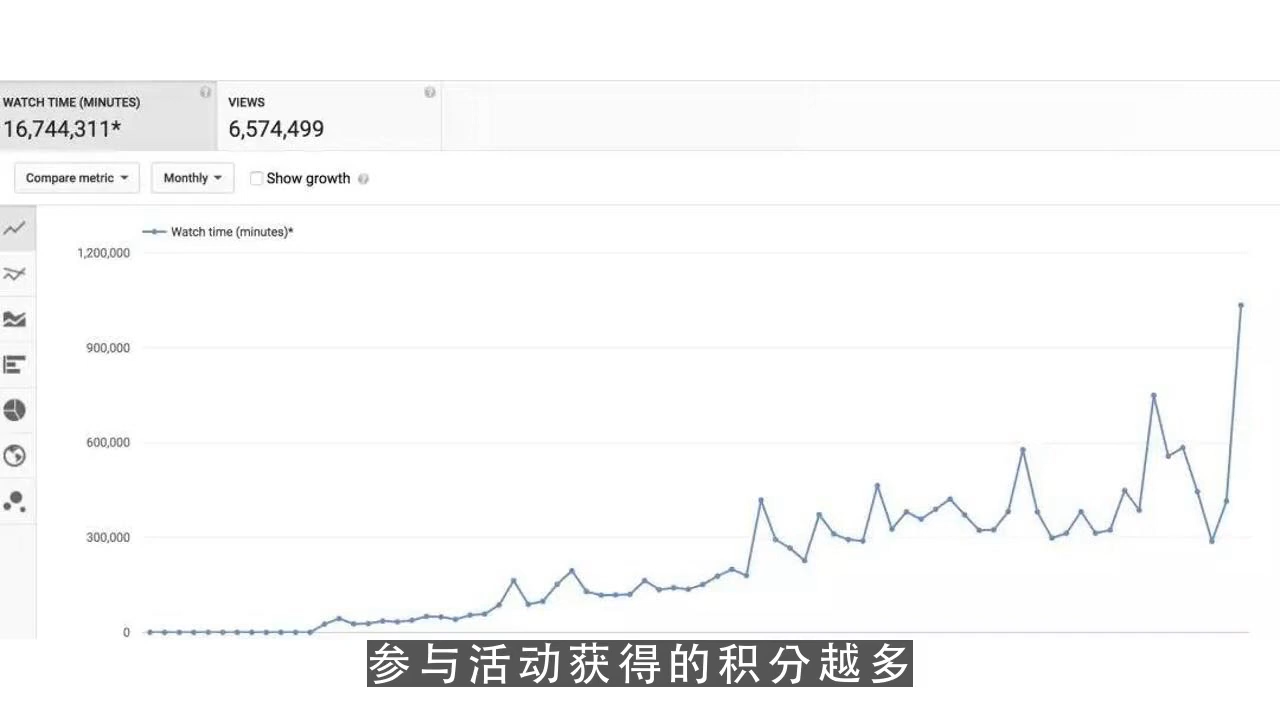 WATCH TIME (MINUTES)
16,744,311*
VIEWS
6,574,499
Compare metric
Monthly
Show growth
Watch time (minutes)*
1,200,000
900,000
600,000
300,000
0
参与活动获得的积分越多